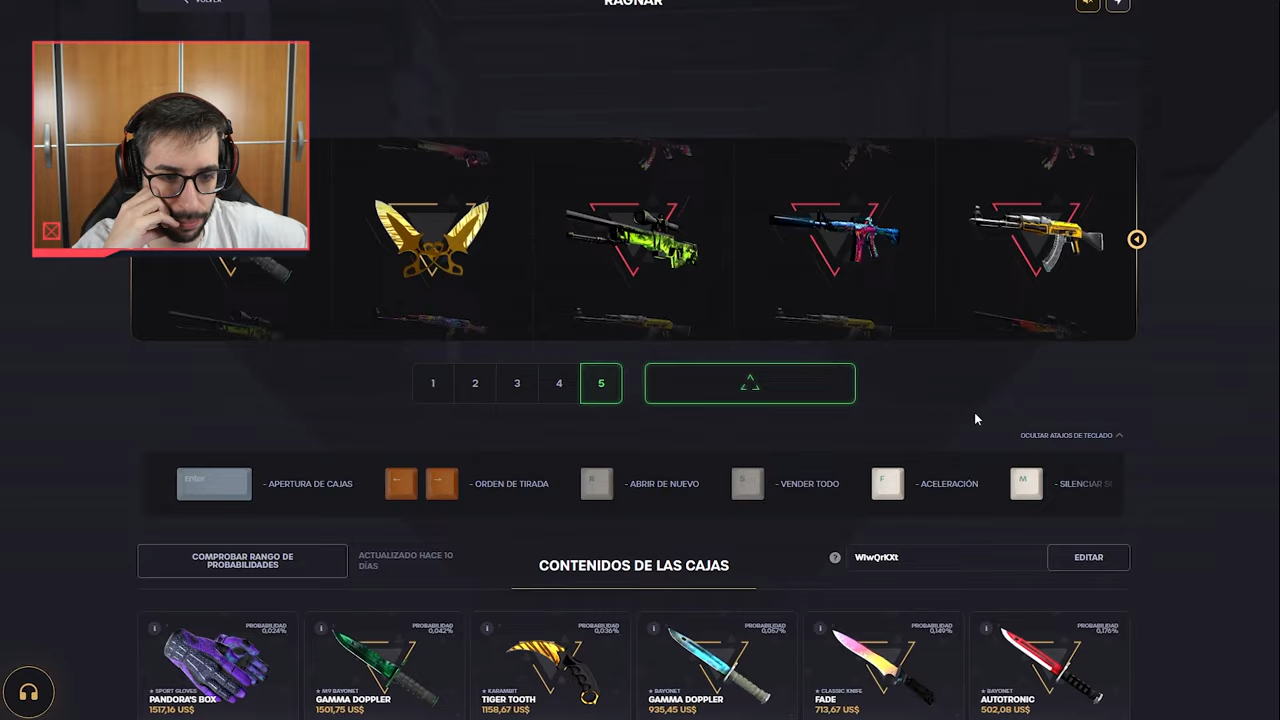 VOLVER
RAGNAR
1 2 3 4 5
OCULTAR ATAJOS DE TECLADO
Enter - APERTURA DE CAJAS ← → - ORDEN DE TIRADA R - ABRIR DE NUEVO S - VENDER TODO F - ACELERACIÓN M - SILENCIAR
COMPROBAR RANGO DE
PROBABILIDADES
ACTUALIZADO HACE 10
DÍAS
CONTENIDOS DE LAS CAJAS
? WIwQrKXt EDITAR
PROBABILIDAD
0,024%
★ SPORT GLOVES
PANDORA'S BOX
1517,16 US$
PROBABILIDAD
0,042%
★ M9 BAYONET
GAMMA DOPPLER
1501,75 US$
PROBABILIDAD
0,036%
★ KARAMBIT
TIGER TOOTH
1158,67 US$
PROBABILIDAD
0,057%
★ BAYONET
GAMMA DOPPLER
935,45 US$
PROBABILIDAD
0,149%
★ CLASSIC KNIFE
FADE
713,67 US$
PROBABILIDAD
0,176%
★ BAYONET
AUTOTRONIC
502,08 US$